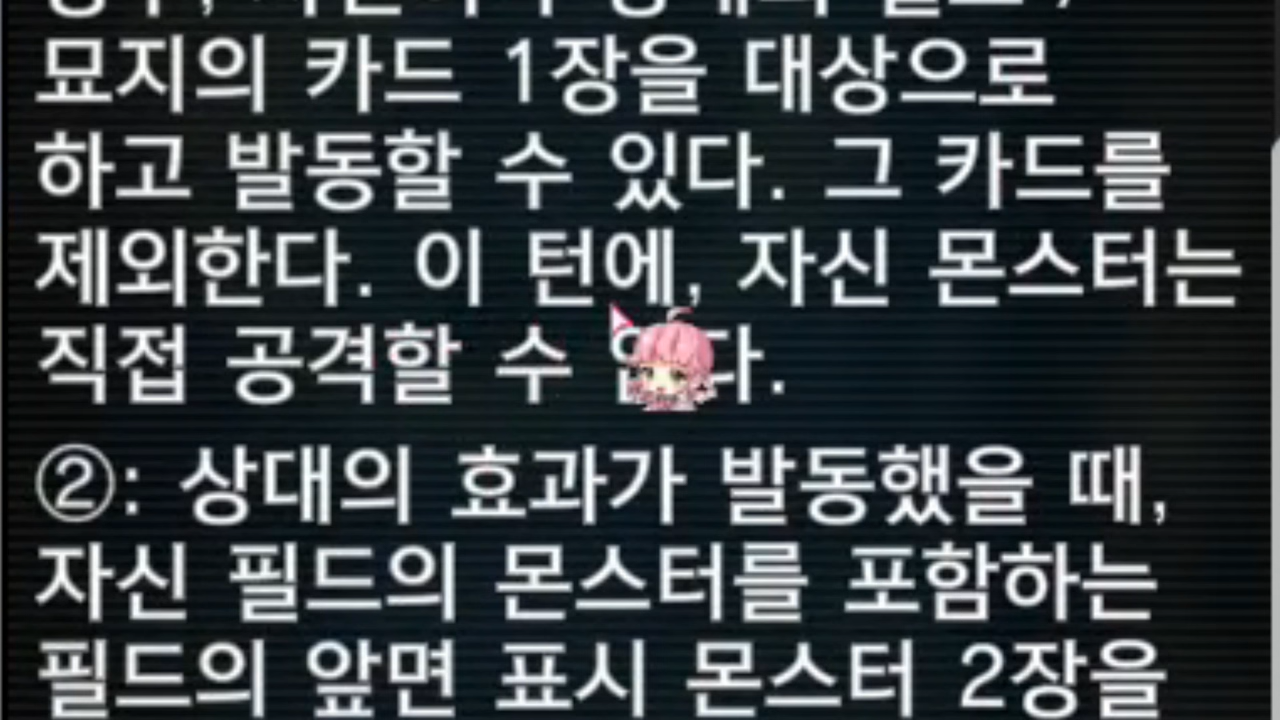 묘지의 카드 1장을 대상으로
하고 발동할 수 있다. 그 카드를
제외한다. 이 턴에, 자신 몬스터는
직접 공격할 수
②: 상대의 효과가 발동했을 때,
자신 필드의 몬스터를 포함하는
필드의 앞면 표시 몬스터 2장을